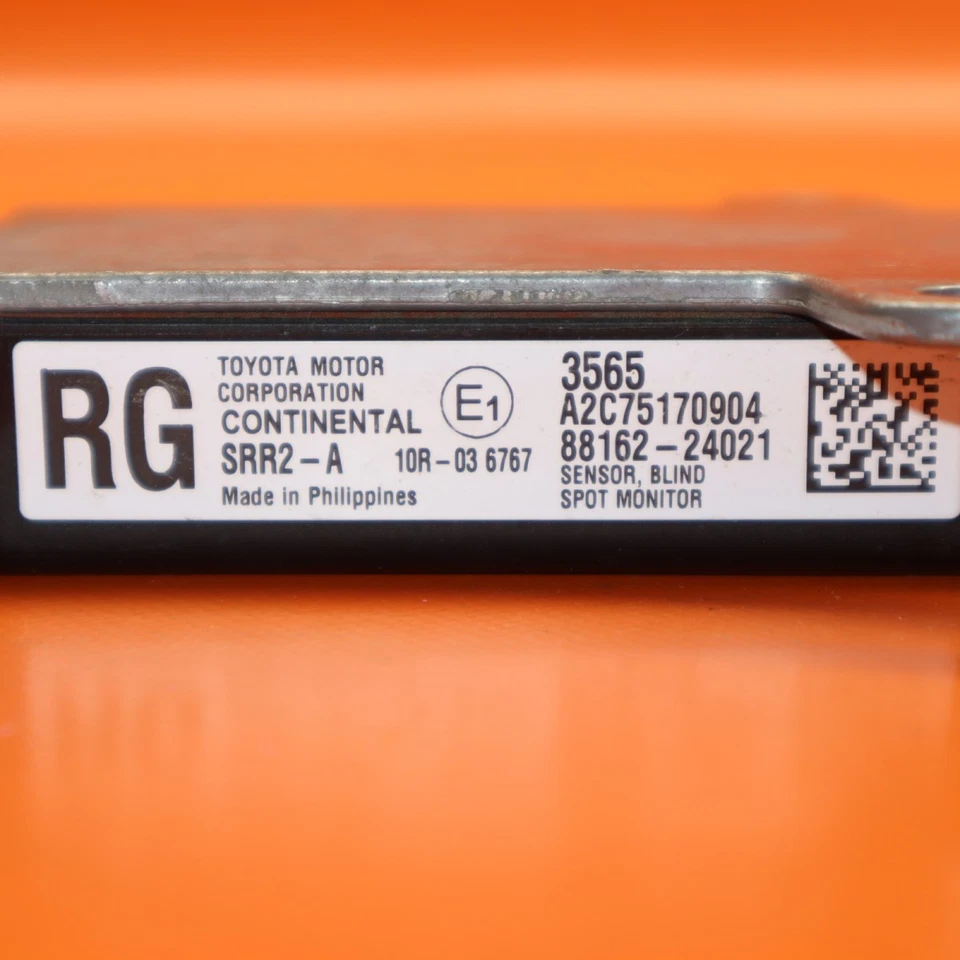 RG
TOYOTA MOTOR
CORPORATION
CONTINENTAL
SRR2-A 10R-03 6767
Made in Philippines
E1
3565
A2C75170904
88162-24021
SENSOR, BLIND
SPOT MONITOR